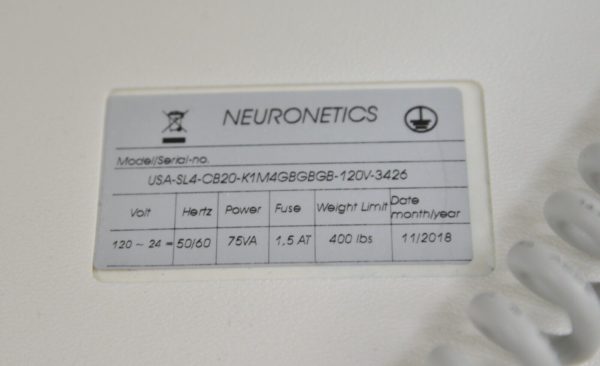 NEURONETICS
Model/Serial-no.
USA-SL4-CB20-K1M4GBGBGB-120V-3426
Volt Hertz Power Fuse Weight Limit Date month/year
120 ~ 24 = 50/60 75VA 1,5 AT 400 lbs 11/2018